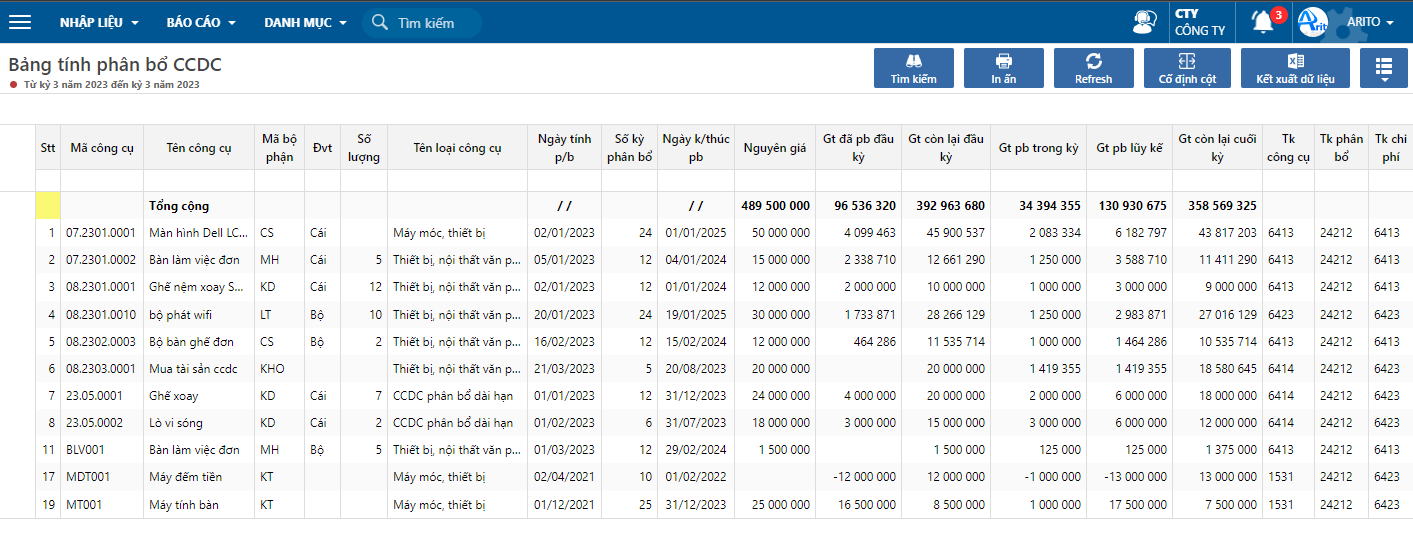 NHẬP LIỆU BÁO CÁO DANH MỤC Tìm kiếm CTY CÔNG TY 3 Arit ARITO
Bảng tính phân bổ CCDC
Từ kỳ 3 năm 2023 đến kỳ 3 năm 2023
Tìm kiếm In ấn Refresh Cố định cột Kết xuất dữ liệu
Stt Mã công cụ Tên công cụ Mã bộ phận Đvt Số lượng Tên loại công cụ Ngày tính p/b Số kỳ phân bổ Ngày k/thúc pb Nguyên giá Gt đã pb đầu kỳ Gt còn lại đầu kỳ Gt pb trong kỳ Gt pb lũy kế Gt còn lại cuối kỳ Tk công cụ Tk phân bổ Tk chi phí
Tổng cộng / / / / 489 500 000 96 536 320 392 963 680 34 394 355 130 930 675 358 569 325
1 07.2301.0001 Màn hình Dell LC... CS Cái Máy móc, thiết bị 02/01/2023 24 01/01/2025 50 000 000 4 099 463 45 900 537 2 083 334 6 182 797 43 817 203 6413 24212 6413
2 07.2301.0002 Bàn làm việc đơn MH Cái 5 Thiết bị, nội thất văn p... 05/01/2023 12 04/01/2024 15 000 000 2 338 710 12 661 290 1 250 000 3 588 710 11 411 290 6413 24212 6413
3 08.2301.0001 Ghế nệm xoay S... KD Cái 12 Thiết bị, nội thất văn p... 02/01/2023 12 01/01/2024 12 000 000 2 000 000 10 000 000 1 000 000 3 000 000 9 000 000 6413 24212 6413
4 08.2301.0010 bộ phát wifi LT Bộ 10 Thiết bị, nội thất văn p... 20/01/2023 24 19/01/2025 30 000 000 1 733 871 28 266 129 1 250 000 2 983 871 27 016 129 6423 24212 6423
5 08.2302.0003 Bộ bàn ghế đơn CS Bộ 2 Thiết bị, nội thất văn p... 16/02/2023 12 15/02/2024 12 000 000 464 286 11 535 714 1 000 000 1 464 286 10 535 714 6413 24212 6413
6 08.2303.0001 Mua tài sản ccdc KHO Thiết bị, nội thất văn p... 21/03/2023 5 20/08/2023 20 000 000 20 000 000 1 419 355 1 419 355 18 580 645 6414 24212 6423
7 23.05.0001 Ghế xoay KD Cái 7 CCDC phân bổ dài hạn 01/01/2023 12 31/12/2023 24 000 000 4 000 000 20 000 000 2 000 000 6 000 000 18 000 000 6414 24212 6423
8 23.05.0002 Lò vi sóng KD Cái 2 CCDC phân bổ dài hạn 01/02/2023 6 31/07/2023 18 000 000 3 000 000 15 000 000 3 000 000 6 000 000 12 000 000 6414 24212 6423
11 BLV001 Bàn làm việc đơn MH Bộ 5 Thiết bị, nội thất văn p... 01/03/2023 12 29/02/2024 1 500 000 1 500 000 125 000 125 000 1 375 000 6413 24212 6413
17 MDT001 Máy đếm tiền KT Máy móc, thiết bị 02/04/2021 10 01/02/2022 -12 000 000 12 000 000 -1 000 000 -13 000 000 13 000 000 1531 24212 6423
19 MT001 Máy tính bàn KT Máy móc, thiết bị 01/12/2021 25 31/12/2023 25 000 000 16 500 000 8 500 000 1 000 000 17 500 000 7 500 000 1531 24212 6423